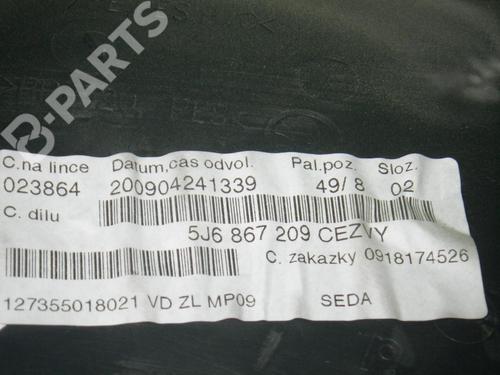 B-PARTS
C.na lince Datum,cas odvol. Pal.poz. Sloz.
023864 200904241339 49/ 8 02
C. dilu
5J6 867 209 CEZVY
C. zakazky 0918174526
127355018021 VD ZL MP09 SEDA